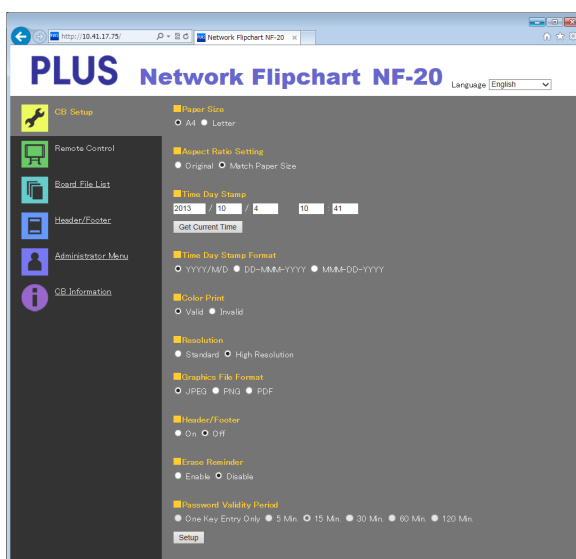 http://10.41.17.75/
Network Flipchart NF-20
PLUS Network Flipchart NF-20
Language English
CB Setup
Remote Control
Board File List
Header/Footer
Administrator Menu
CB Information
Paper Size
A4 Letter
Aspect Ratio Setting
Original Match Paper Size
Time Day Stamp
2013 / 10 / 4 10 : 41
Get Current Time
Time Day Stamp Format
YYYY/M/D DD-MMM-YYYY MMM-DD-YYYY
Color Print
Valid Invalid
Resolution
Standard High Resolution
Graphics File Format
JPEG PNG PDF
Header/Footer
On Off
Erase Reminder
Enable Disable
Password Validity Period
One Key Entry Only 5 Min. 15 Min. 30 Min. 60 Min. 120 Min.
Setup